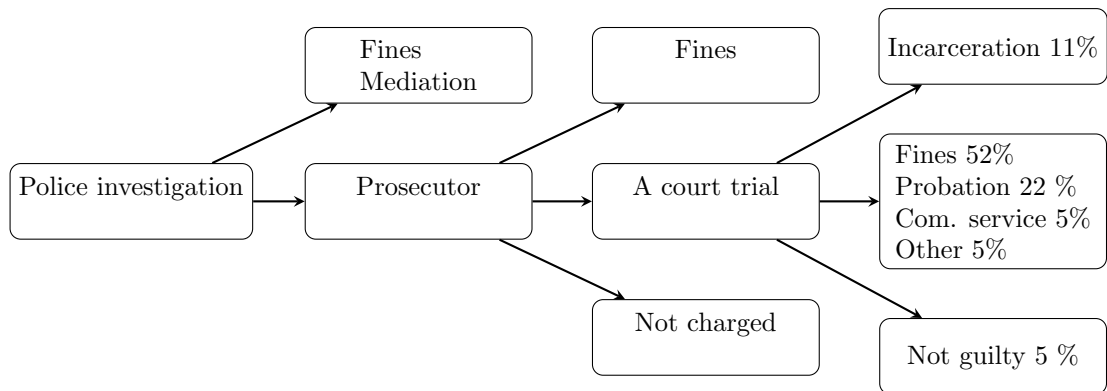 Fines
Mediation
Fines
Incarceration 11%
Police investigation
Prosecutor
A court trial
Fines 52%
Probation 22 %
Com. service 5%
Other 5%
Not charged
Not guilty 5 %